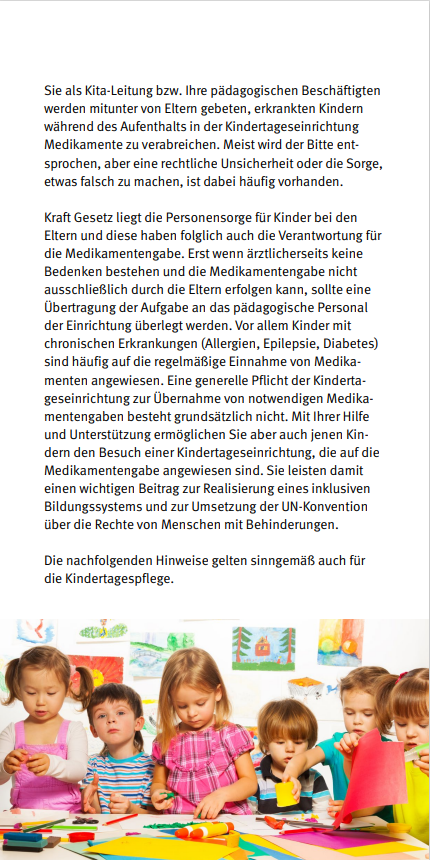 Sie als Kita-Leitung bzw. Ihre pädagogischen Beschäftigten
werden mitunter von Eltern gebeten, erkrankten Kindern
während des Aufenthalts in der Kindertageseinrichtung
Medikamente zu verabreichen. Meist wird der Bitte ent-
sprochen, aber eine rechtliche Unsicherheit oder die Sorge,
etwas falsch zu machen, ist dabei häufig vorhanden.

Kraft Gesetz liegt die Personensorge für Kinder bei den
Eltern und diese haben folglich auch die Verantwortung für
die Medikamentengabe. Erst wenn ärztlicherseits keine
Bedenken bestehen und die Medikamentengabe nicht
ausschließlich durch die Eltern erfolgen kann, sollte eine
Übertragung der Aufgabe an das pädagogische Personal
der Einrichtung überlegt werden. Vor allem Kinder mit
chronischen Erkrankungen (Allergien, Epilepsie, Diabetes)
sind häufig auf die regelmäßige Einnahme von Medika-
menten angewiesen. Eine generelle Pflicht der Kinderta-
geseinrichtung zur Übernahme von notwendigen Medika-
mentengaben besteht grundsätzlich nicht. Mit Ihrer Hilfe
und Unterstützung ermöglichen Sie aber auch jenen Kin-
dern den Besuch einer Kindertageseinrichtung, die auf die
Medikamentengabe angewiesen sind. Sie leisten damit
einen wichtigen Beitrag zur Realisierung eines inklusiven
Bildungssystems und zur Umsetzung der UN-Konvention
über die Rechte von Menschen mit Behinderungen.

Die nachfolgenden Hinweise gelten sinngemäß auch für
die Kindertagespflege.